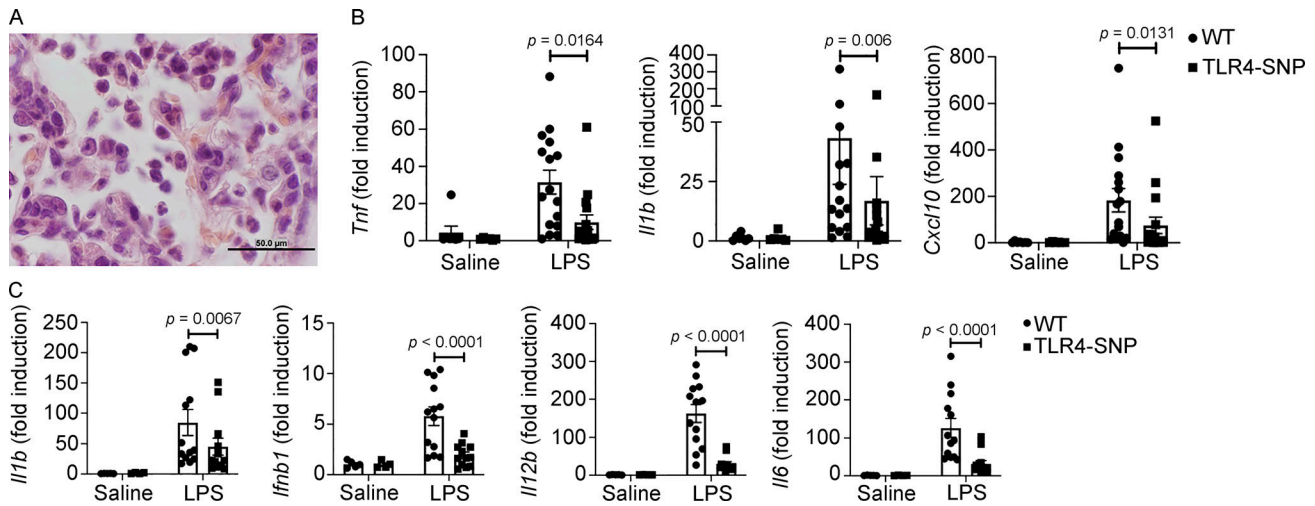 A
50.0 µm
B
Tnf (fold induction)
100
80
60
40
20
0
p = 0.0164
Saline
LPS
Il1b (fold induction)
400
300
200
100
50
25
0
p = 0.006
Saline
LPS
Cxcl10 (fold induction)
800
600
400
200
0
p = 0.0131
Saline
LPS
WT
TLR4-SNP
C
Il1b (fold induction)
250
200
150
100
50
0
p = 0.0067
Saline
LPS
Ifnb1 (fold induction)
15
10
5
0
p < 0.0001
Saline
LPS
Il12b (fold induction)
400
300
200
100
0
p < 0.0001
Saline
LPS
Il6 (fold induction)
400
300
200
100
0
p < 0.0001
Saline
LPS
WT
TLR4-SNP